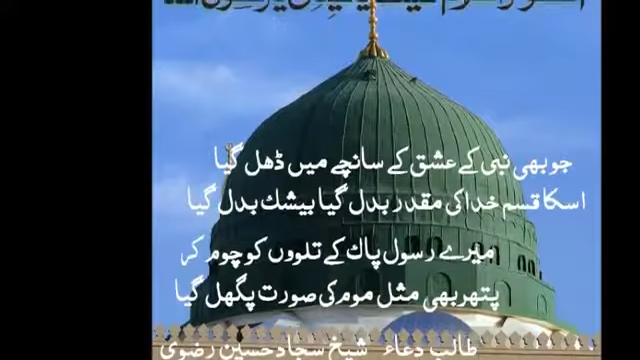 جو بھی نبی کے عشق کے سانچے میں ڈھل گیا
اسکا قسم خدا کی مقدر بدل گیا بیشک بدل گیا
میرے رسول پاک کے تلووں کو چوم کر
پتھر بھی مثل موم کی صورت پگھل گیا
طالب دعاء شیخ سجاد حسین رضوی